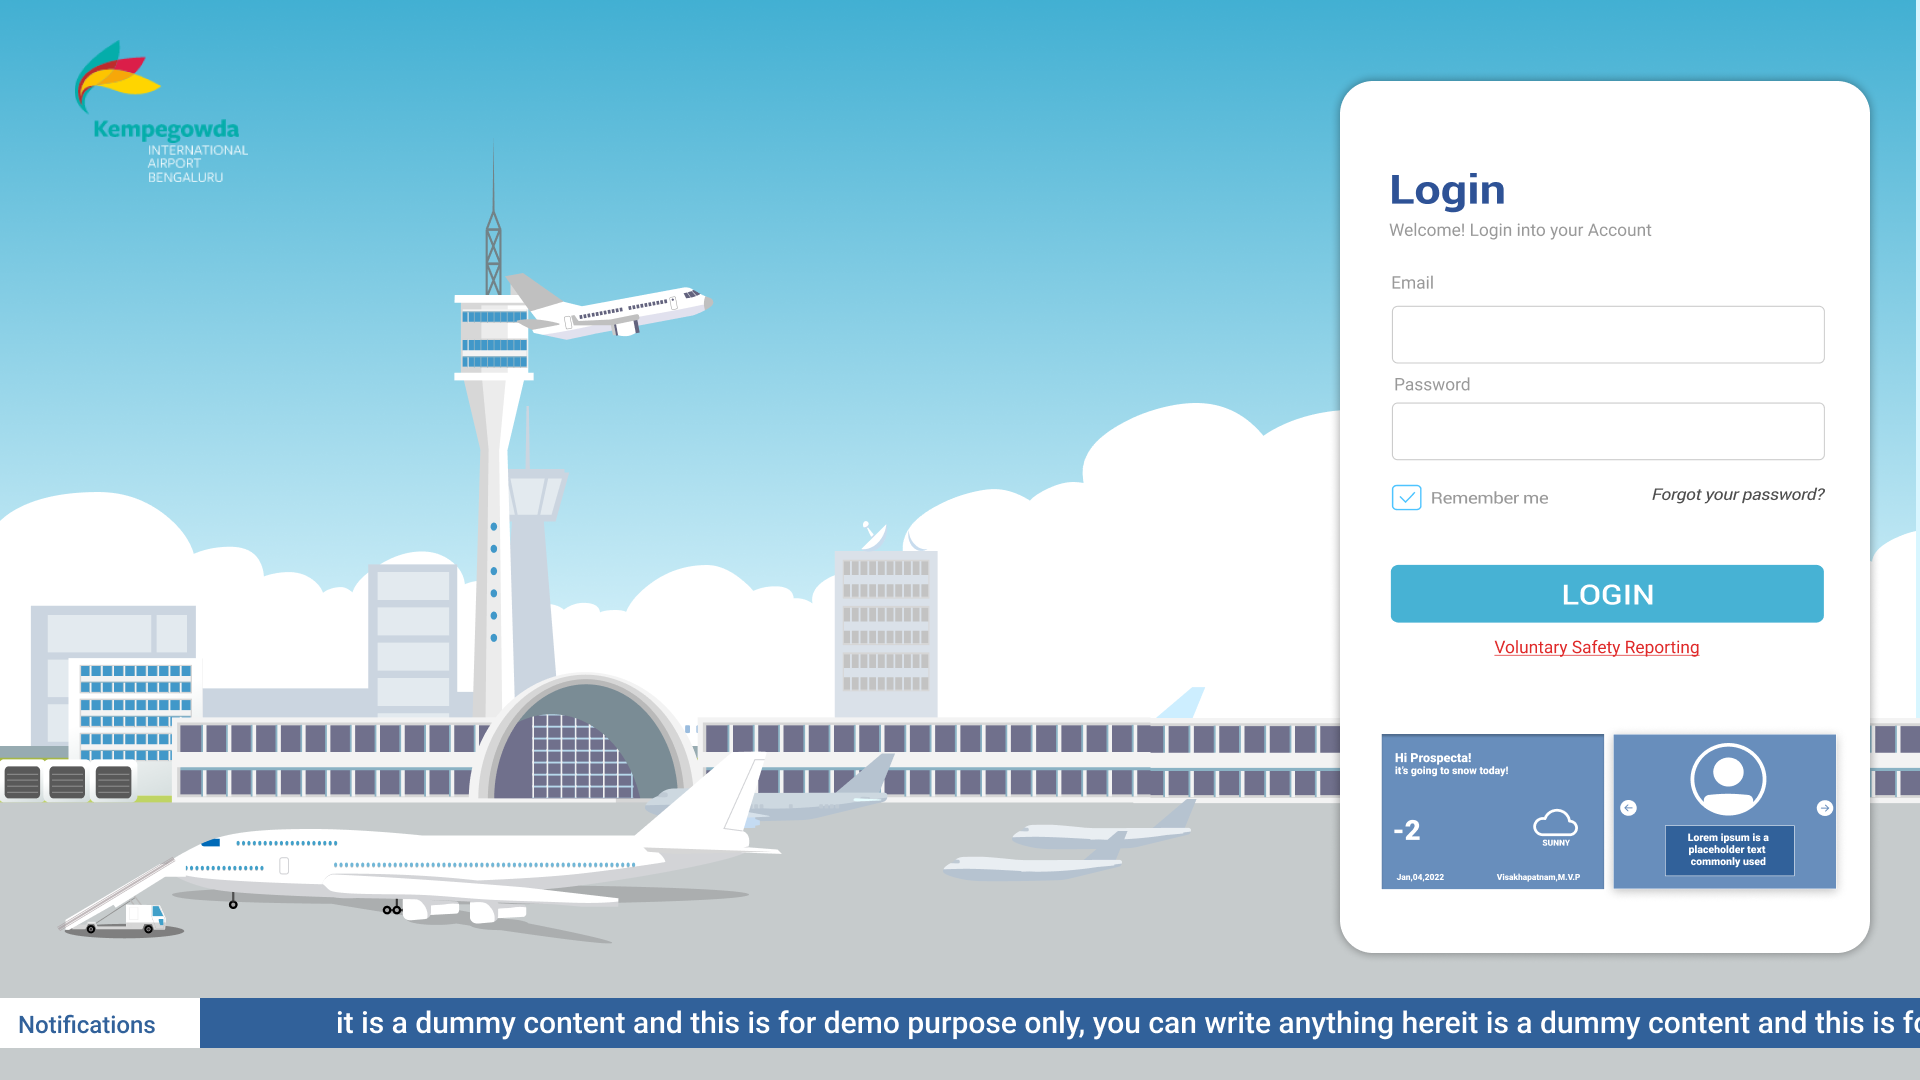 Kempegowda
INTERNATIONAL
AIRPORT
BENGALURU
Login
Welcome! Login into your Account
Email
Password
Remember me
Forgot your password?
LOGIN
Voluntary Safety Reporting
Hi Prospecta!
it's going to snow today!
-2
SUNNY
Jan,04,2022
Visakhapatnam,M.V.P
Lorem ipsum is a
placeholder text
commonly used
Notifications
it is a dummy content and this is for demo purpose only, you can write anything hereit is a dummy content and this is fo